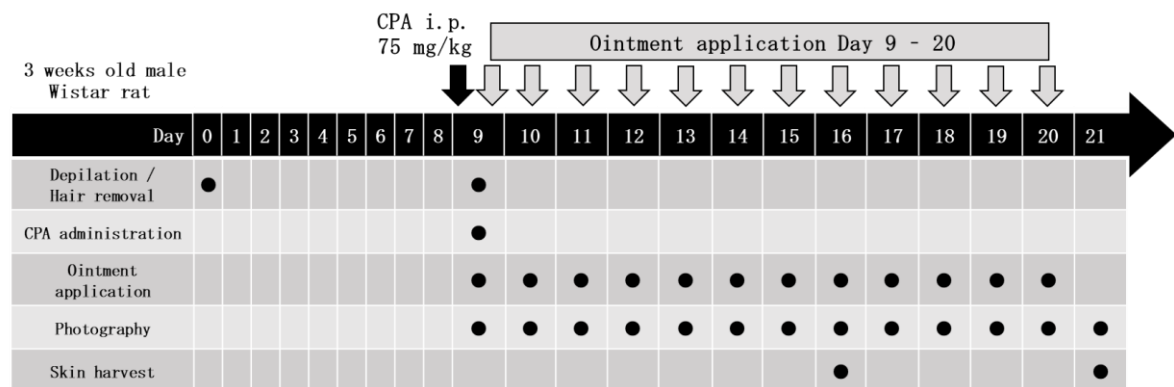 CPA i.p.
75 mg/kg
Ointment application Day 9 – 20
3 weeks old male
Wistar rat
Day 0 1 2 3 4 5 6 7 8 9 10 11 12 13 14 15 16 17 18 19 20 21
Depilation /
Hair removal
CPA administration
Ointment
application
Photography
Skin harvest